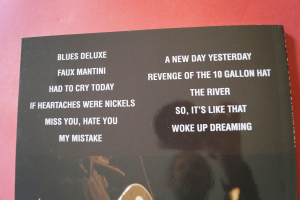 BLUES DELUXE
FAUX MANTINI
HAD TO CRY TODAY
IF HEARTACHES WERE NICKELS
MISS YOU, HATE YOU
MY MISTAKE
A NEW DAY YESTERDAY
REVENGE OF THE 10 GALLON HAT
THE RIVER
SO, IT'S LIKE THAT
WOKE UP DREAMING